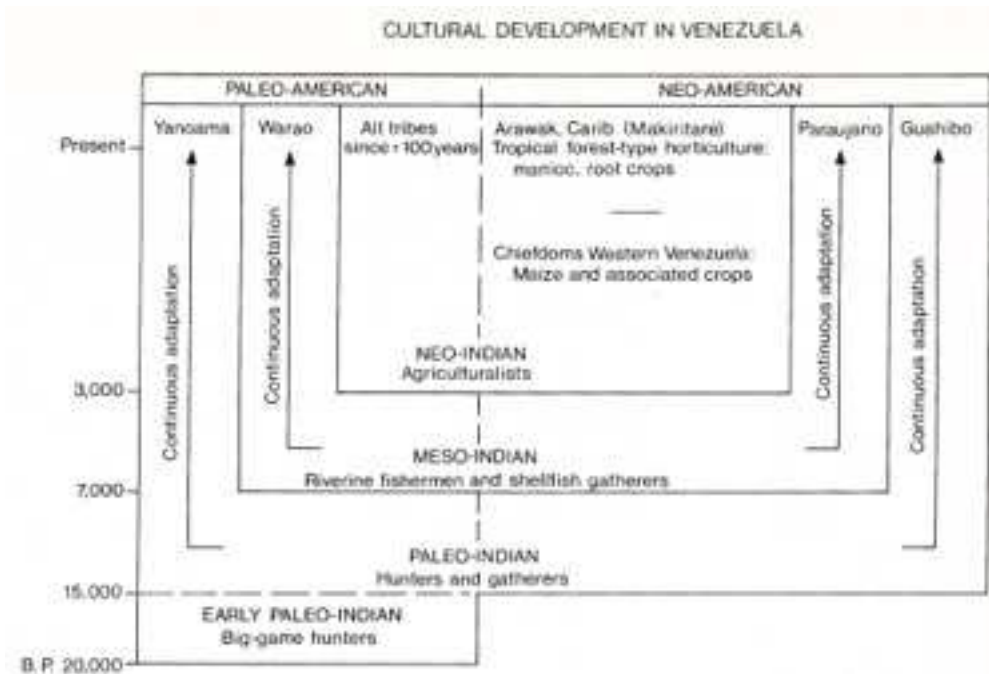 CULTURAL DEVELOPMENT IN VENEZUELA
PALEO-AMERICAN
NEO-AMERICAN
Yanoama
Warao
All tribes
since ± 100 years
Arawak, Carib (Makiritare)
Tropical forest-type horticulture:
manioc, root crops
Paraujano
Guahibo
Present
Chiefdoms Western Venezuela:
Maize and associated crops
Continuous adaptation
Continuous adaptation
Continuous adaptation
Continuous adaptation
NEO-INDIAN
Agriculturalists
3,000
MESO-INDIAN
Riverine fishermen and shellfish gatherers
7,000
PALEO-INDIAN
Hunters and gatherers
15,000
EARLY PALEO-INDIAN
Big-game hunters
B.P. 20,000